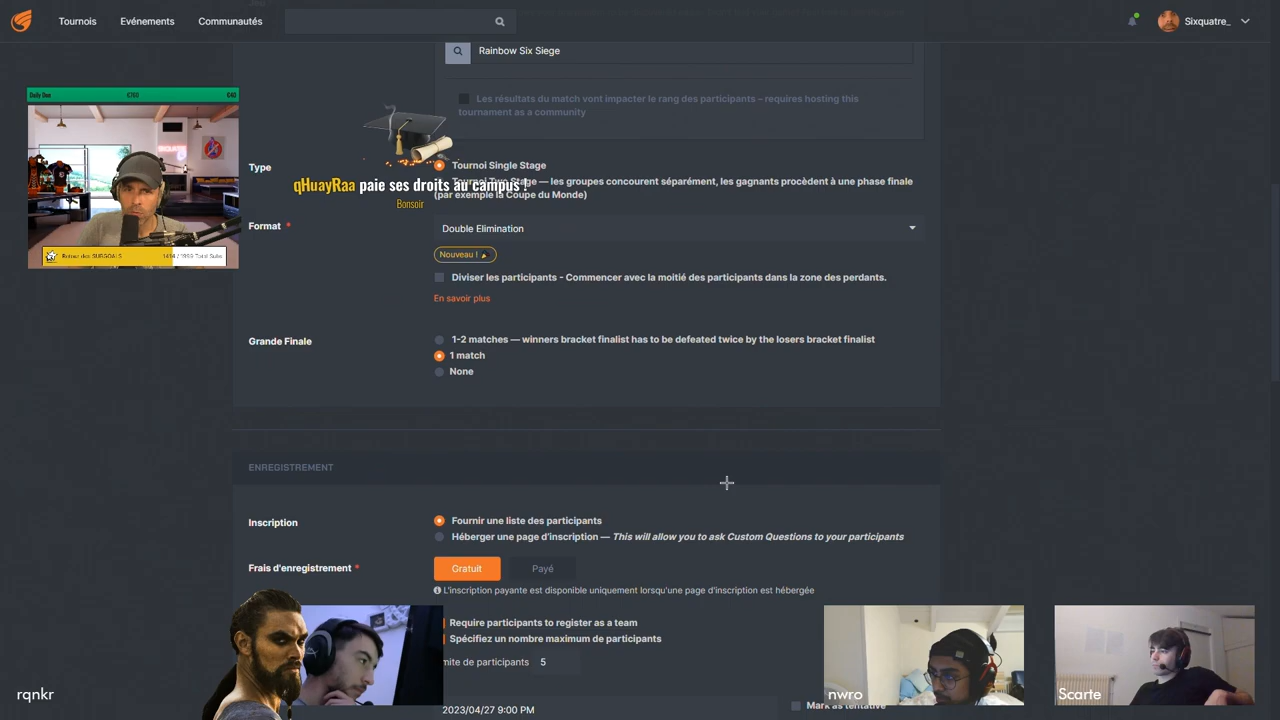 Tournois
Evénements
Communautés
Sixquatre_
Rainbow Six Siege
Les résultats du match vont impacter le rang des participants – requires hosting this
tournament as a community
Type
Tournoi Single Stage
Tournoi Two Stage — les groupes concourent séparément, les gagnants procèdent à une phase finale
(par exemple la Coupe du Monde)
qHuayRaa paie ses droits au campus !
Bonsoir
Format *
Double Elimination
Nouveau !
Diviser les participants - Commencer avec la moitié des participants dans la zone des perdants.
En savoir plus
Grande Finale
1-2 matches — winners bracket finalist has to be defeated twice by the losers bracket finalist
1 match
None
ENREGISTREMENT
Inscription
Fournir une liste des participants
Héberger une page d'inscription — This will allow you to ask Custom Questions to your participants
Frais d'enregistrement *
Gratuit
Payé
L'inscription payante est disponible uniquement lorsqu'une page d'inscription est hébergée
Require participants to register as a team
Spécifiez un nombre maximum de participants
mite de participants 5
2023/04/27 9:00 PM
Mark as tentative
rqnkr
nwro
Scarte
Retour des SUBGOALS